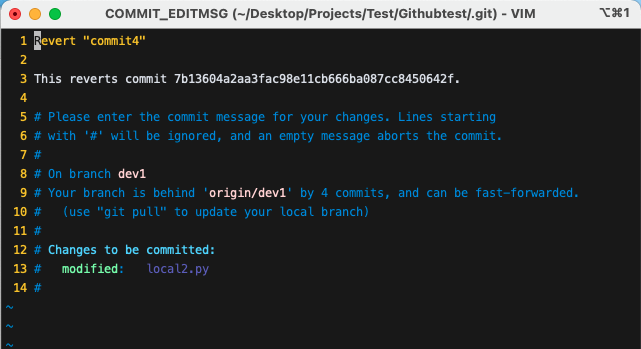 COMMIT_EDITMSG (~/Desktop/Projects/Test/Githubtest/.git) - VIM ⌥⌘1
1 Revert "commit4"
2
3 This reverts commit 7b13604a2aa3fac98e11cb666ba087cc8450642f.
4
5 # Please enter the commit message for your changes. Lines starting
6 # with '#' will be ignored, and an empty message aborts the commit.
7 #
8 # On branch dev1
9 # Your branch is behind 'origin/dev1' by 4 commits, and can be fast-forwarded.
10 #   (use "git pull" to update your local branch)
11 #
12 # Changes to be committed:
13 #   modified:   local2.py
14 #
~
~
~